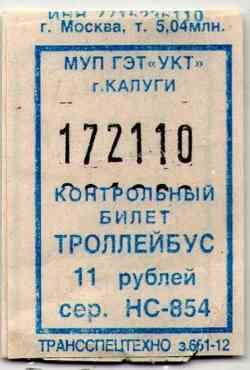 г. Москва, т. 5,04млн.
МУП ГЭТ«УКТ»
г.КАЛУГИ
172110
КОНТРОЛЬНЫЙ
БИЛЕТ
ТРОЛЛЕЙБУС
11 рублей
сер. НС-854
ТРАНССПЕЦТЕХНО з.661-12